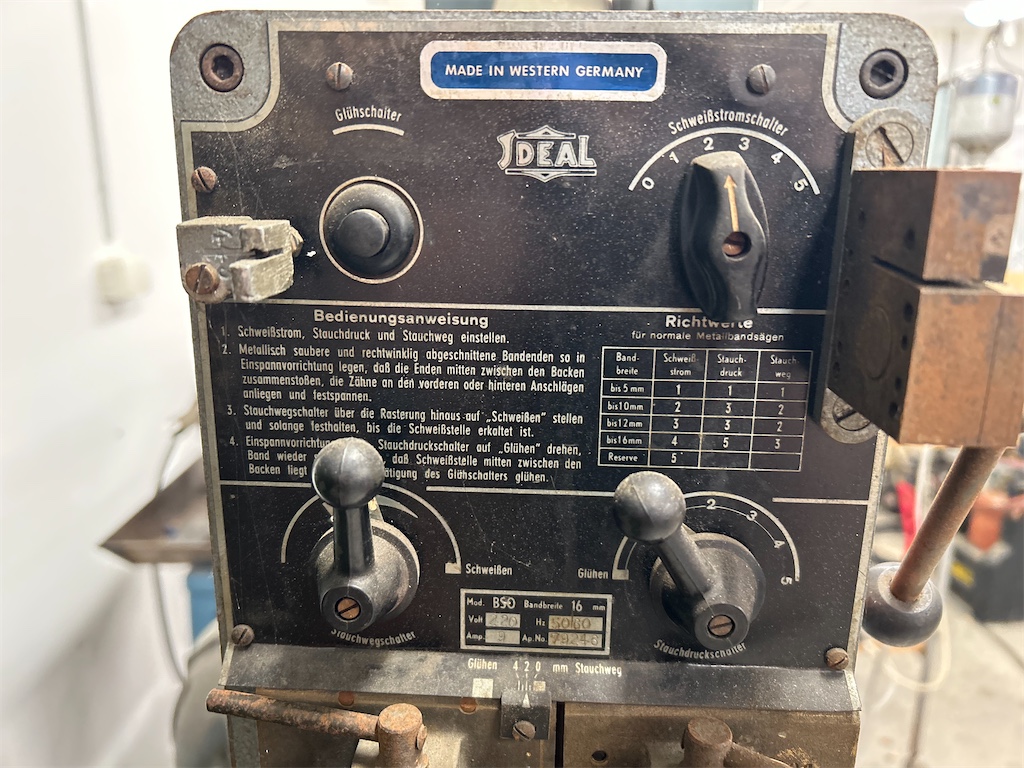 MADE IN WESTERN GERMANY
Glühschalter
IDEAL
Schweißstromschalter
0 1 2 3 4 5
Bedienungsanweisung
1. Schweißstrom, Stauchdruck und Stauchweg einstellen.
2. Metallisch saubere und rechtwinklig abgeschnittene Bandenden so in
Einspannvorrichtung legen, daß die Enden mitten zwischen den Backen
zusammenstoßen, die Zähne an den vorderen oder hinteren Anschlägen
anliegen und festspannen.
3. Stauchwegschalter über die Rasterung hinaus auf „Schweißen" stellen
und solange festhalten, bis die Schweißstelle erkaltet ist.
4. Einspannvorrichtung Stauchdruckschalter auf „Glühen" drehen,
Band wieder daß Schweißstelle mitten zwischen den
Backen liegt des Glühschalters glühen.
Richtwerte
für normale Metallbandsägen
Band- Schweiß- Stauch- Stauch
breite strom druck weg
bis 5 mm 1 1 1
bis 10 mm 2 3 2
bis 12 mm 3 3 2
bis 16 mm 4 5 3
Reserve 5
Schweißen
Stauchwegschalter
Glühen 2 3 4 5
Stauchdruckschalter
Mod. BSO Bandbreite 16 mm
Volt 220 Hz 50/60
Amp. 9 Ap.No. 79246
Glühen 4 2 0 mm Stauchweg